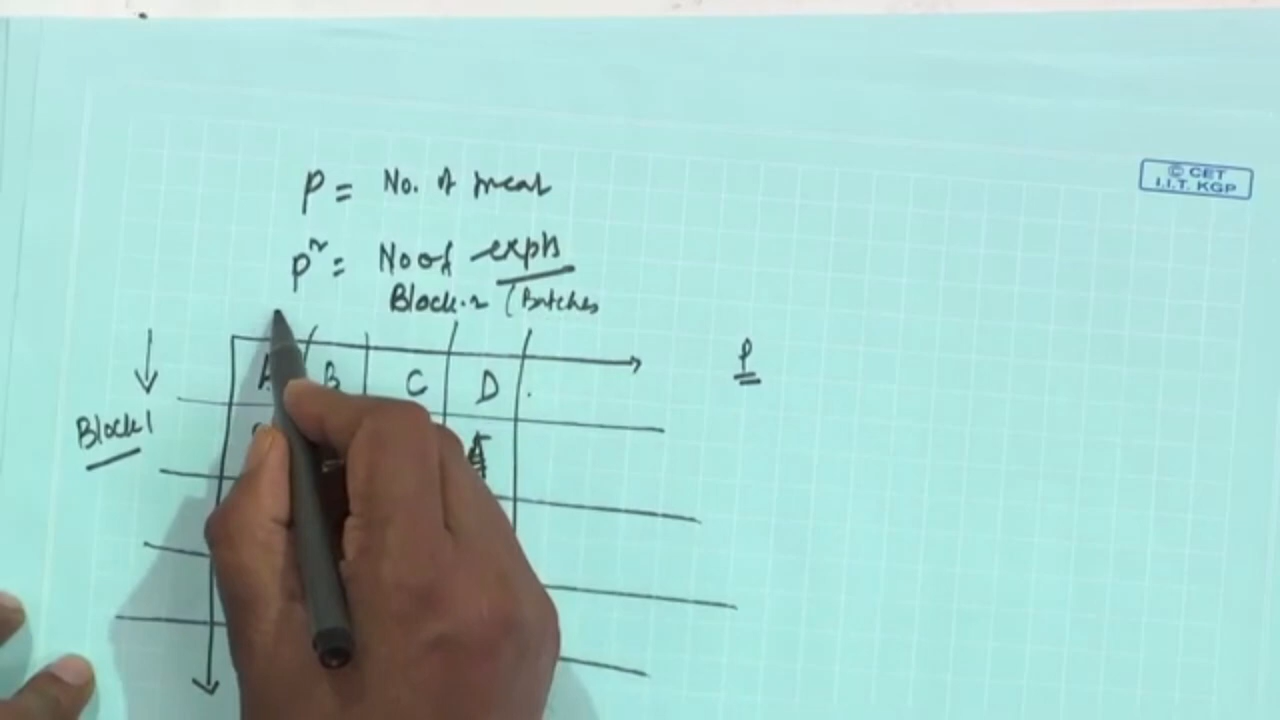 © CET
I.I.T. KGP
P = No. of treat
p² = No of expts
Block-2 (Batches
A B C D
Block 1
A
P